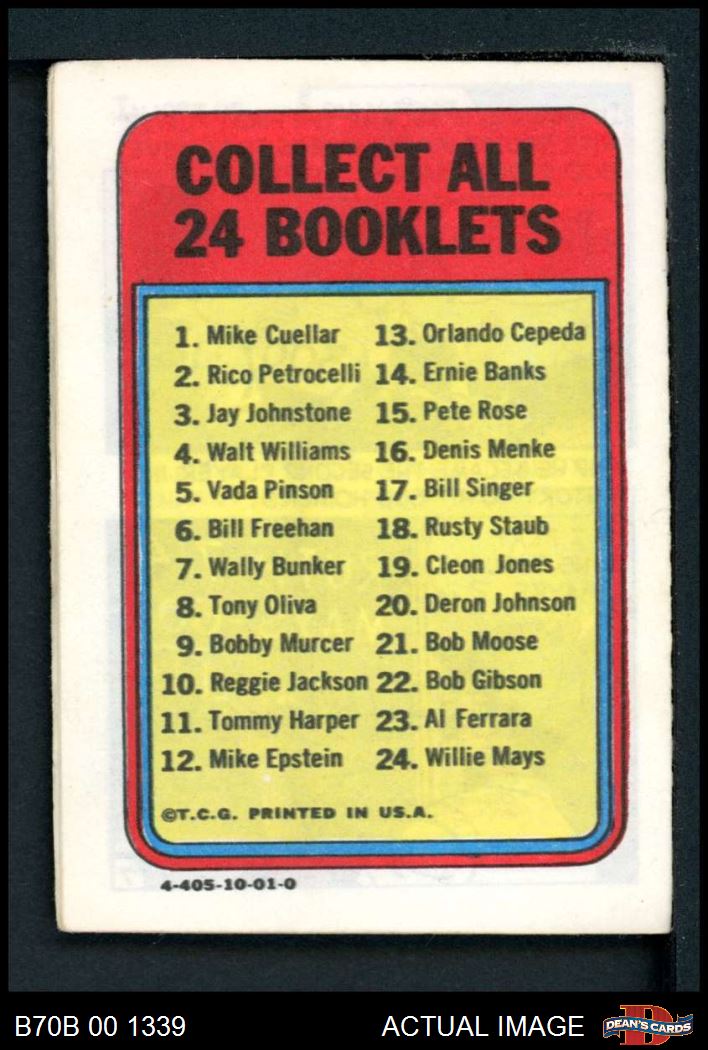 COLLECT ALL
24 BOOKLETS
1. Mike Cuellar
2. Rico Petrocelli
3. Jay Johnstone
4. Walt Williams
5. Vada Pinson
6. Bill Freehan
7. Wally Bunker
8. Tony Oliva
9. Bobby Murcer
10. Reggie Jackson
11. Tommy Harper
12. Mike Epstein
13. Orlando Cepeda
14. Ernie Banks
15. Pete Rose
16. Denis Menke
17. Bill Singer
18. Rusty Staub
19. Cleon Jones
20. Deron Johnson
21. Bob Moose
22. Bob Gibson
23. Al Ferrara
24. Willie Mays
©T.C.G. PRINTED IN U.S.A.
4-405-10-01-0
B70B 00 1339
ACTUAL IMAGE
D
DEAN'S CARDS